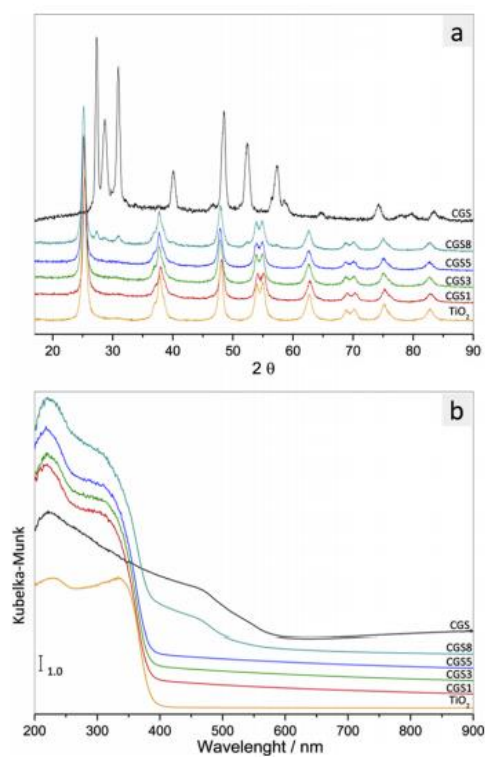 a
CGS
CGS8
CGS5
CGS3
CGS1
TiO₂
20 30 40 50 60 70 80 90
2 θ
b
Kubelka-Munk
1.0
CGS
CGS8
CGS5
CGS3
CGS1
TiO₂
200 300 400 500 600 700 800 900
Wavelenght / nm